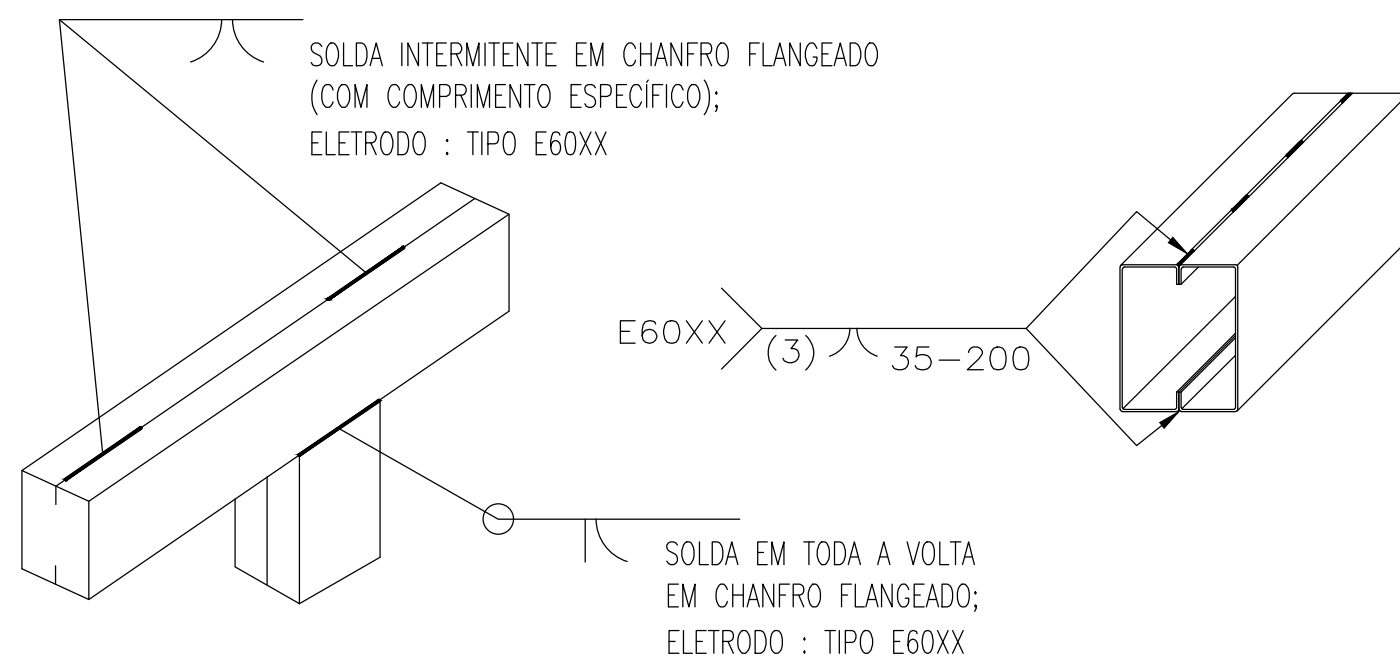 SOLDA INTERMITENTE EM CHANFRO FLANGEADO
(COM COMPRIMENTO ESPECÍFICO);
ELETRODO : TIPO E60XX
E60XX
(3) 35-200
SOLDA EM TODA A VOLTA
EM CHANFRO FLANGEADO;
ELETRODO : TIPO E60XX